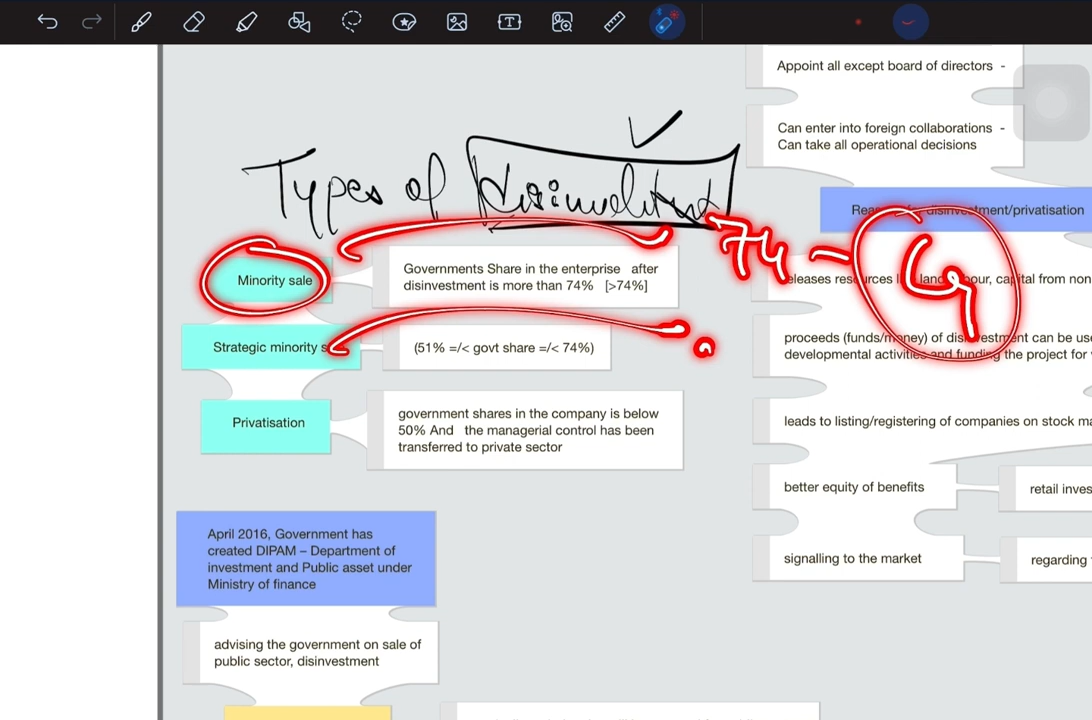 Types of disinvestment
Minority sale
Governments Share in the enterprise after
disinvestment is more than 74% [>74%]
Strategic minority
(51% =/< govt share =/< 74%)
Privatisation
government shares in the company is below
50% And the managerial control has been
transferred to private sector
April 2016, Government has
created DIPAM – Department of
investment and Public asset under
Ministry of finance
advising the government on sale of
public sector, disinvestment
74 - G
Appoint all except board of directors -
Can enter into foreign collaborations -
Can take all operational decisions
disinvestment/privatisation
capital from non
proceeds (funds/money) of disinvestment can be us
developmental activities and funding the project for
leads to listing/registering of companies on stock ma
better equity of benefits
retail inves
signalling to the market
regarding